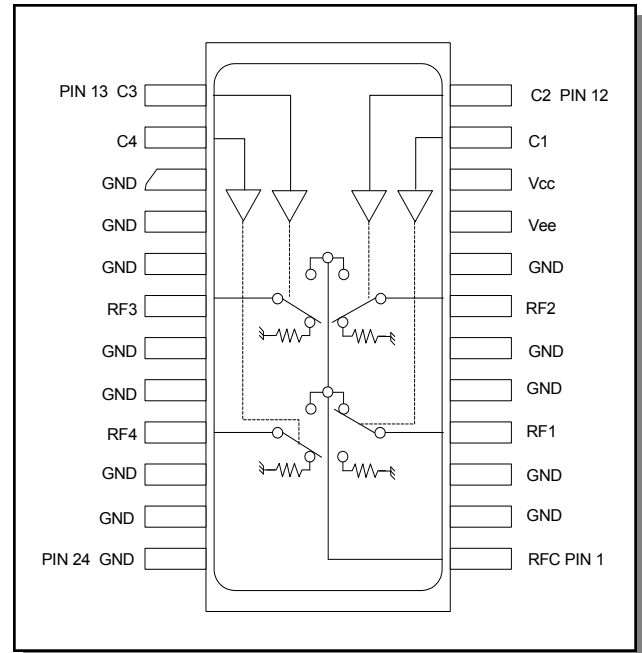 PIN 13 C3
C4
GND
GND
GND
RF3
GND
GND
RF4
GND
GND
PIN 24 GND
C2 PIN 12
C1
Vcc
Vee
GND
RF2
GND
GND
RF1
GND
GND
RFC PIN 1